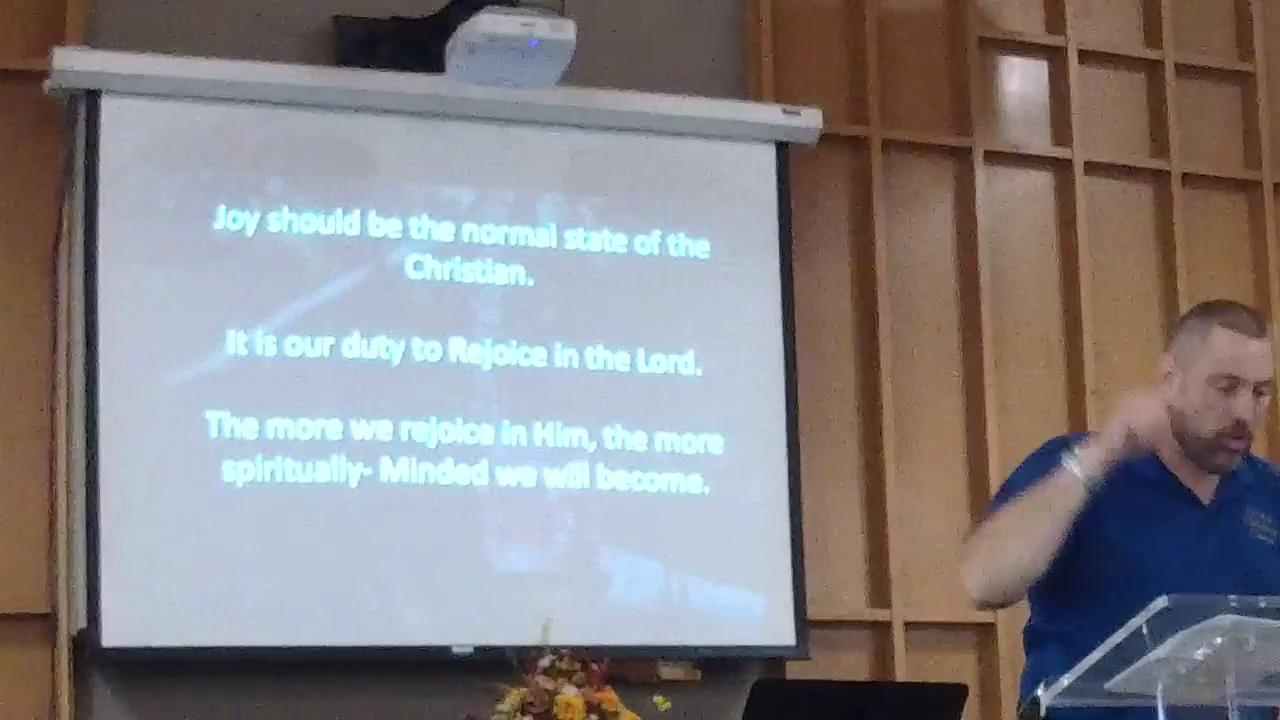 Joy should be the normal state of the
Christian.
It is our duty to Rejoice in the Lord.
The more we rejoice in Him, the more
spiritually- Minded we will become.